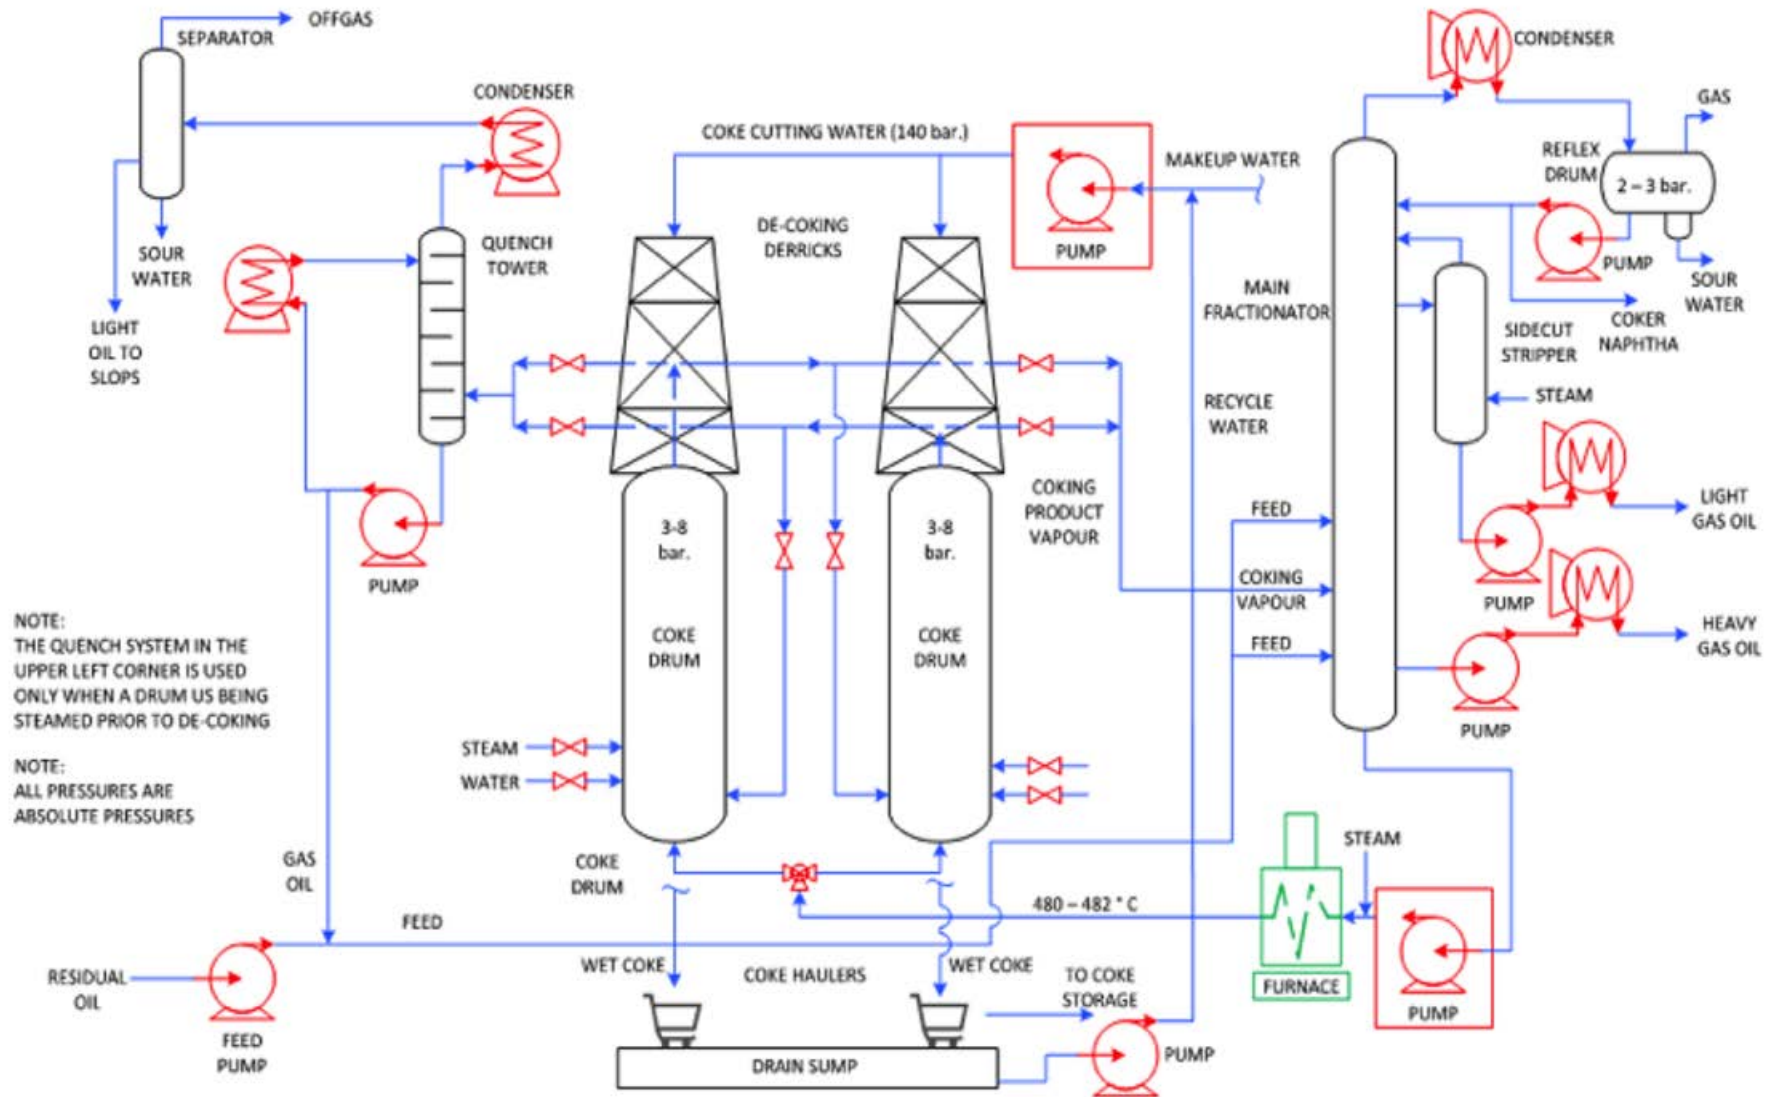 OFFGAS
SEPARATOR
CONDENSER
CONDENSER
GAS
COKE CUTTING WATER (140 bar.)
MAKEUP WATER
REFLEX
DRUM
2 – 3 bar.
PUMP
DE-COKING
DERRICKS
QUENCH
TOWER
SOUR
WATER
PUMP
SOUR
WATER
MAIN
FRACTIONATOR
LIGHT
OIL TO
SLOPS
SIDECUT
STRIPPER
COKER
NAPHTHA
STEAM
RECYCLE
WATER
COKING
PRODUCT
VAPOUR
3-8
bar.
3-8
bar.
FEED
LIGHT
GAS OIL
PUMP
COKING
VAPOUR
PUMP
NOTE:
THE QUENCH SYSTEM IN THE
UPPER LEFT CORNER IS USED
ONLY WHEN A DRUM US BEING
STEAMED PRIOR TO DE-COKING
COKE
DRUM
COKE
DRUM
FEED
HEAVY
GAS OIL
PUMP
STEAM
WATER
NOTE:
ALL PRESSURES ARE
ABSOLUTE PRESSURES
GAS
OIL
COKE
DRUM
STEAM
480 – 482 ° C
FEED
WET COKE
COKE HAULERS
WET COKE
TO COKE
STORAGE
RESIDUAL
OIL
FURNACE
PUMP
FEED
PUMP
DRAIN SUMP
PUMP